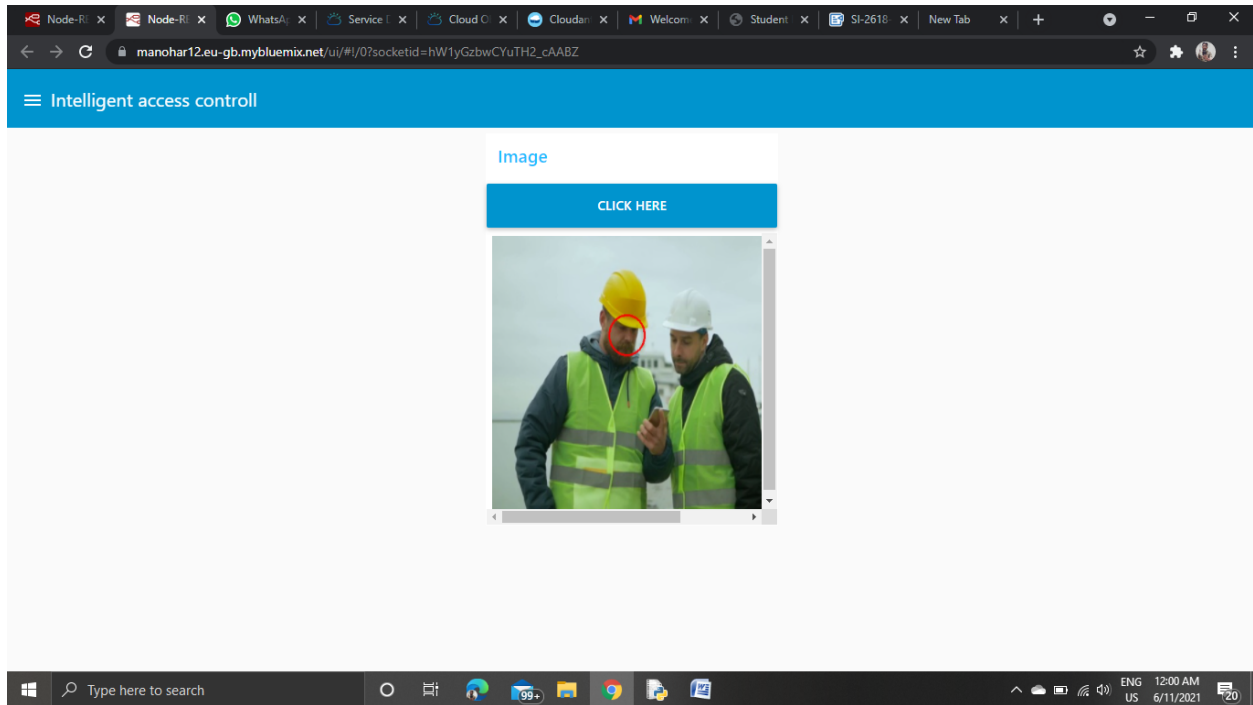 Node-RE
Node-RE
WhatsAp
Service D
Cloud O
Cloudan
Welcome
Student
SI-2618-
New Tab
manohar12.eu-gb.mybluemix.net/ui/#!/0?socketid=hW1yGzbwCYuTH2_cAABZ
Intelligent access controll
Image
CLICK HERE
Type here to search
99+
ENG
US
12:00 AM
6/11/2021
20